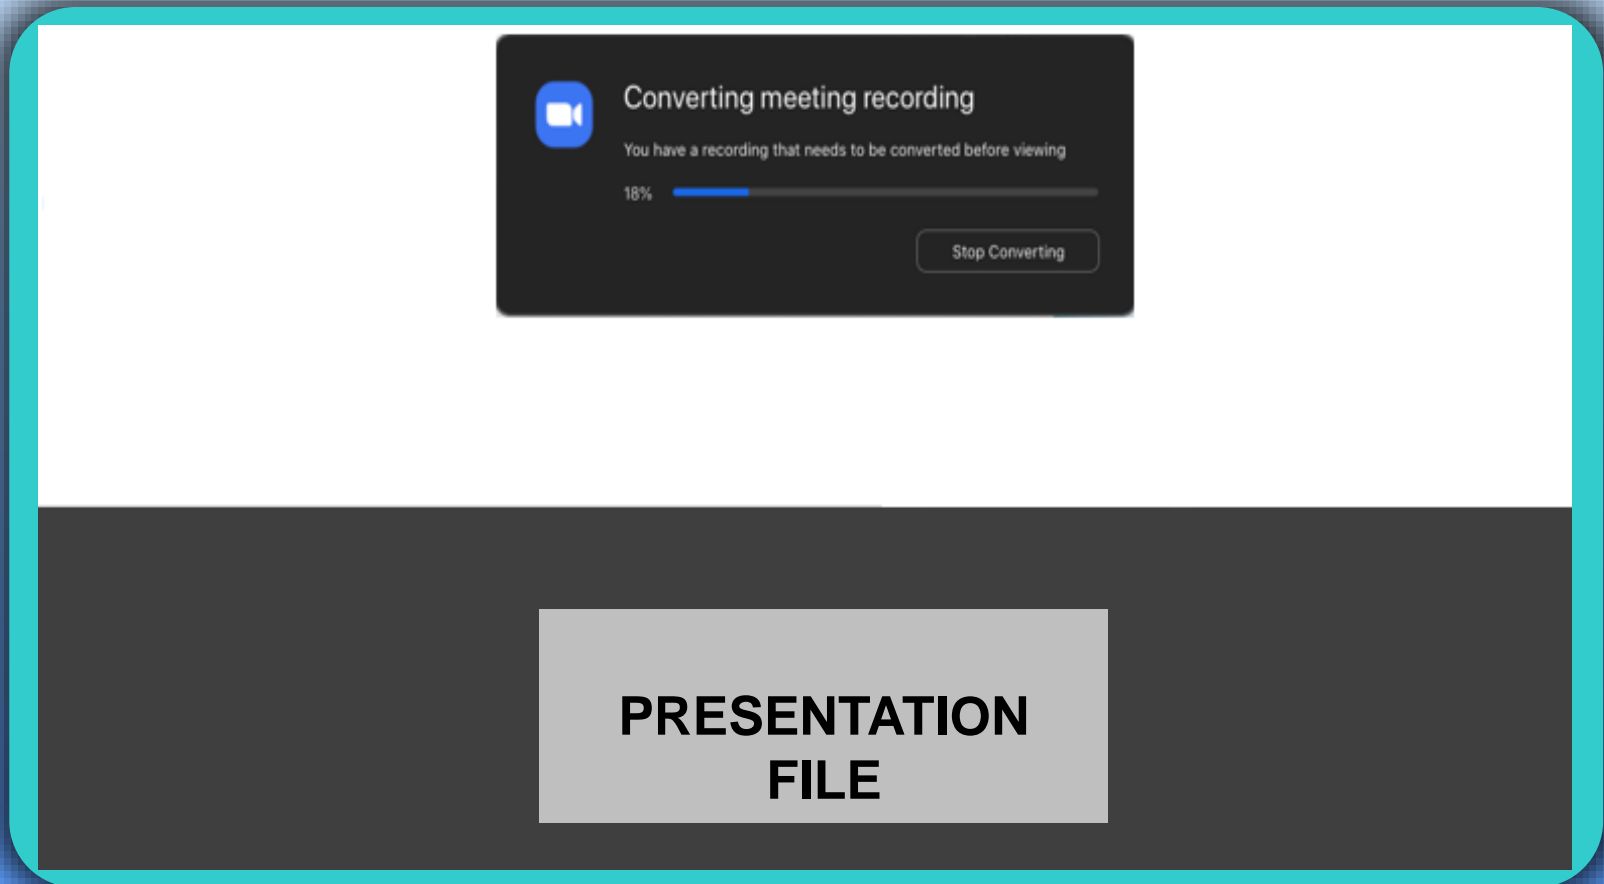 Converting meeting recording
You have a recording that needs to be converted before viewing
18%
Stop Converting
PRESENTATION
FILE